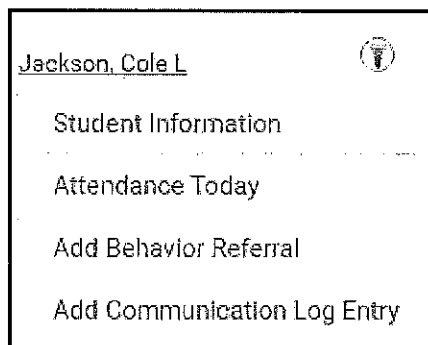 Jackson, Cole L
Student Information
Attendance Today
Add Behavior Referral
Add Communication Log Entry